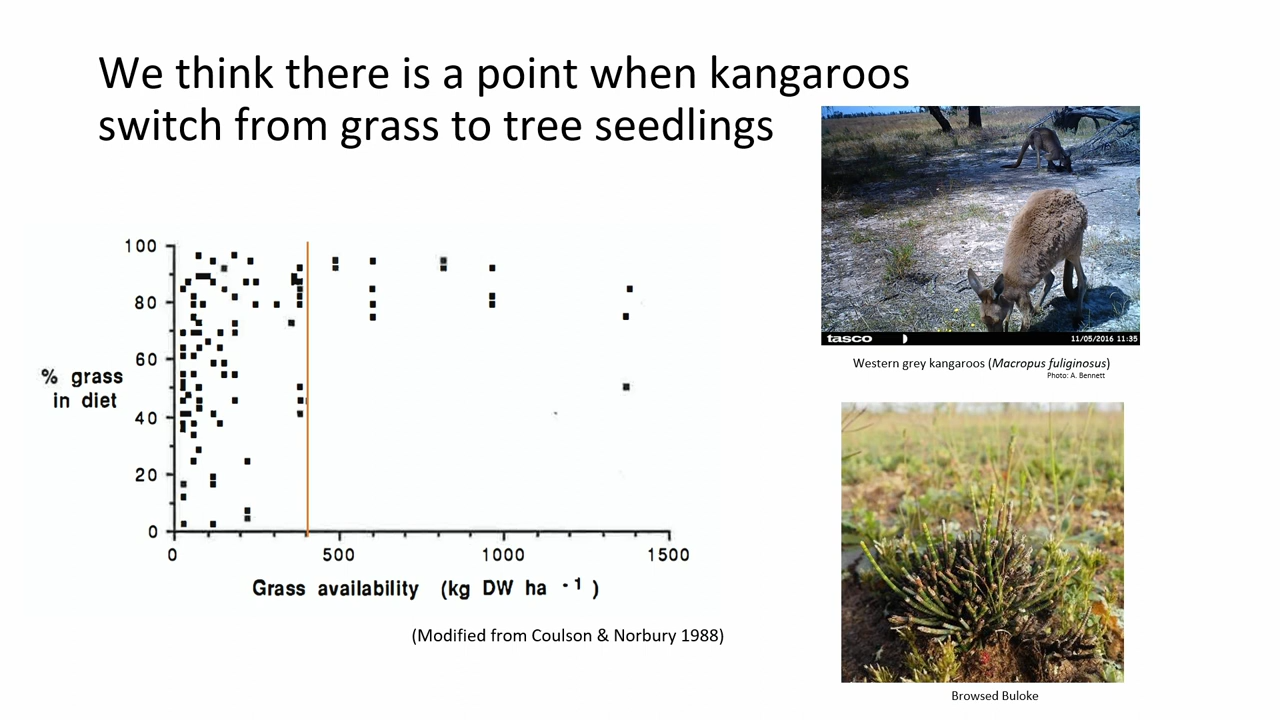 We think there is a point when kangaroos
switch from grass to tree seedlings
100
80
60
40
20
0
% grass
in diet
0
500
1000
1500
Grass availability (kg DW ha -1)
(Modified from Coulson & Norbury 1988)
tasco
11/05/2016 11:35
Western grey kangaroos (Macropus fuliginosus)
Photo: A. Bennett
Browsed Buloke